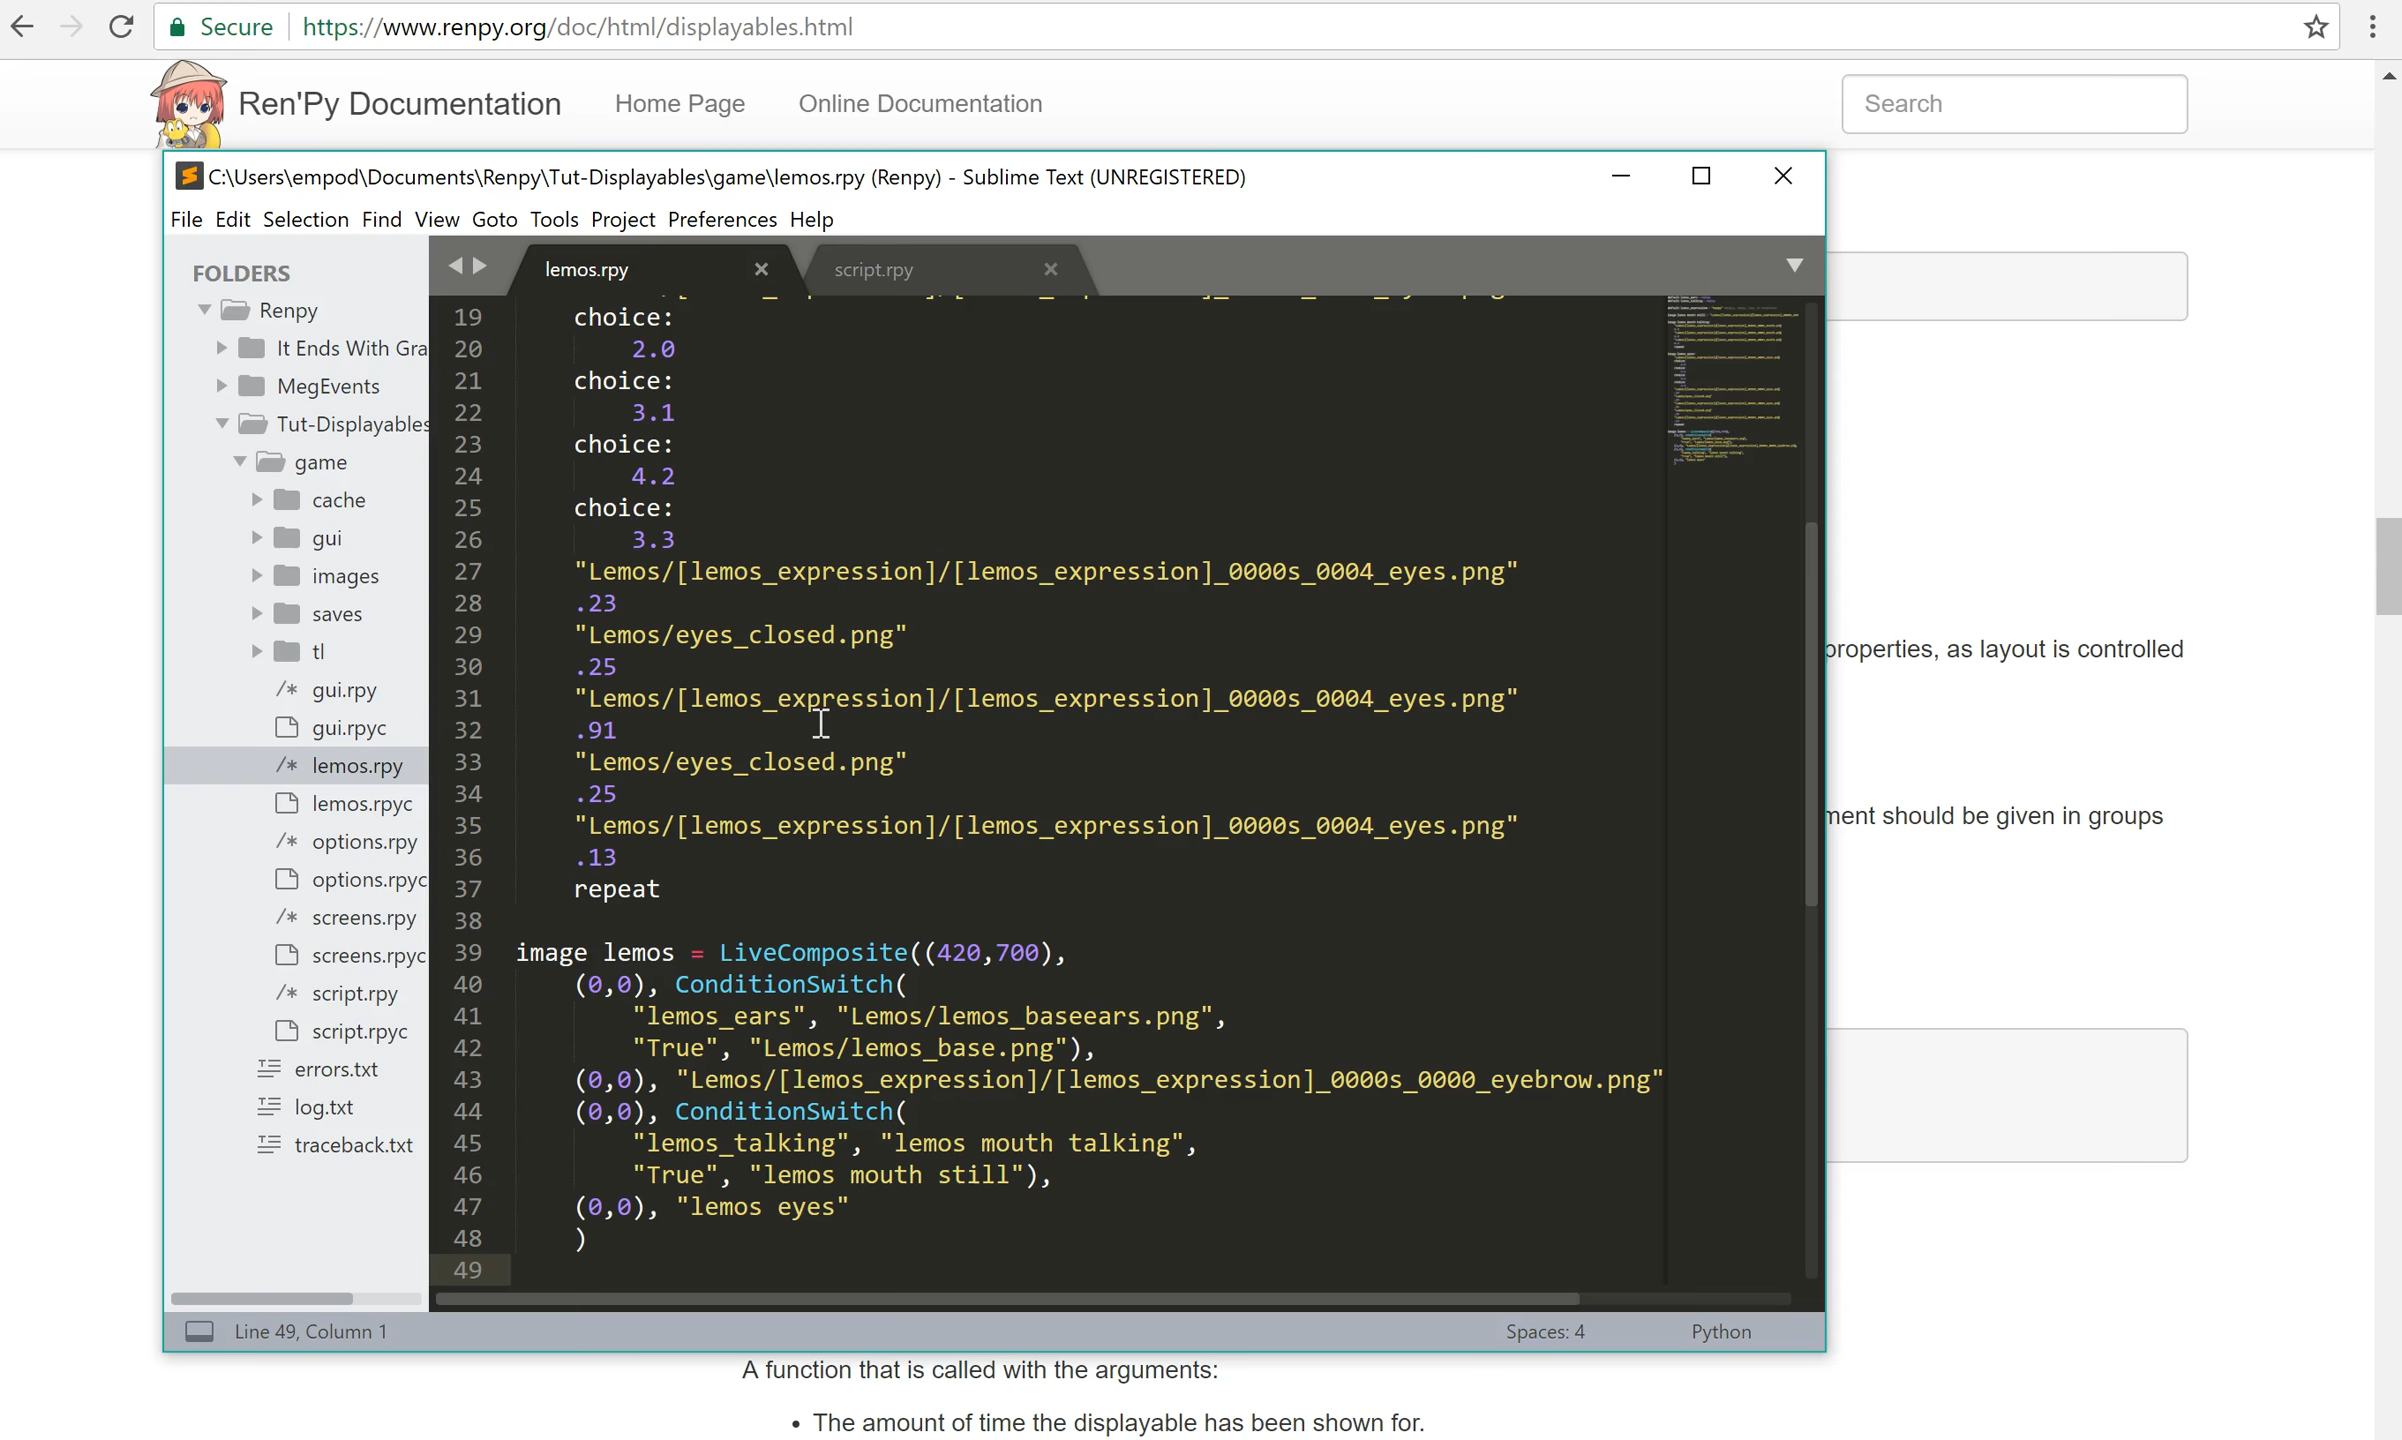 Secure https://www.renpy.org/doc/html/displayables.html
Ren'Py Documentation Home Page Online Documentation Search
C:\Users\empod\Documents\Renpy\Tut-Displayables\game\lemos.rpy (Renpy) - Sublime Text (UNREGISTERED)
File Edit Selection Find View Goto Tools Project Preferences Help
FOLDERS
Renpy
It Ends With Gra
MegEvents
Tut-Displayables
game
cache
gui
images
saves
tl
/* gui.rpy
gui.rpyc
/* lemos.rpy
lemos.rpyc
/* options.rpy
options.rpyc
/* screens.rpy
screens.rpyc
/* script.rpy
script.rpyc
errors.txt
log.txt
traceback.txt
lemos.rpy script.rpy
19 choice:
20 2.0
21 choice:
22 3.1
23 choice:
24 4.2
25 choice:
26 3.3
27 "Lemos/[lemos_expression]/[lemos_expression]_0000s_0004_eyes.png"
28 .23
29 "Lemos/eyes_closed.png"
30 .25
31 "Lemos/[lemos_expression]/[lemos_expression]_0000s_0004_eyes.png"
32 .91
33 "Lemos/eyes_closed.png"
34 .25
35 "Lemos/[lemos_expression]/[lemos_expression]_0000s_0004_eyes.png"
36 .13
37 repeat
38
39 image lemos = LiveComposite((420,700),
40 (0,0), ConditionSwitch(
41 "lemos_ears", "Lemos/lemos_baseears.png",
42 "True", "Lemos/lemos_base.png"),
43 (0,0), "Lemos/[lemos_expression]/[lemos_expression]_0000s_0000_eyebrow.png"
44 (0,0), ConditionSwitch(
45 "lemos_talking", "lemos mouth talking",
46 "True", "lemos mouth still"),
47 (0,0), "lemos eyes"
48 )
49
Line 49, Column 1 Spaces: 4 Python
properties, as layout is controlled
ment should be given in groups
A function that is called with the arguments:
• The amount of time the displayable has been shown for.